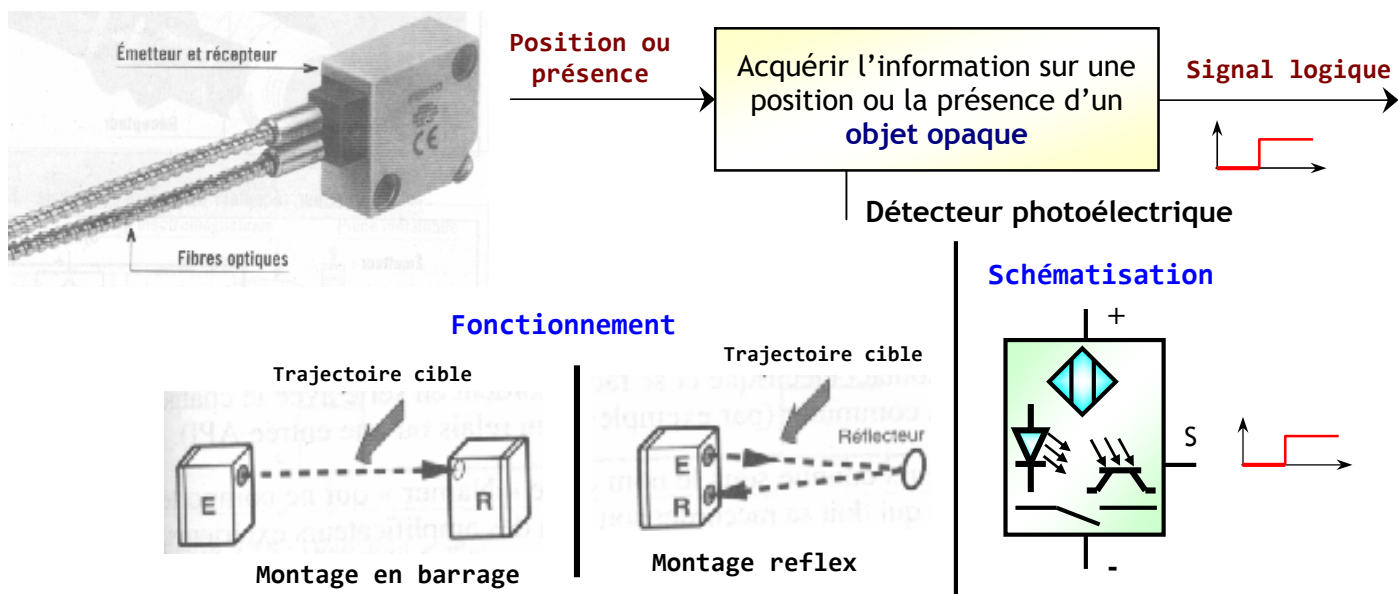 Émetteur et récepteur
Fibres optiques
CE
Position ou
présence
Acquérir l’information sur une
position ou la présence d’un
objet opaque
Signal logique
Détecteur photoélectrique
Fonctionnement
Trajectoire cible
E
R
Montage en barrage
Trajectoire cible
Réflecteur
E
R
Montage reflex
Schématisation
+
S
-